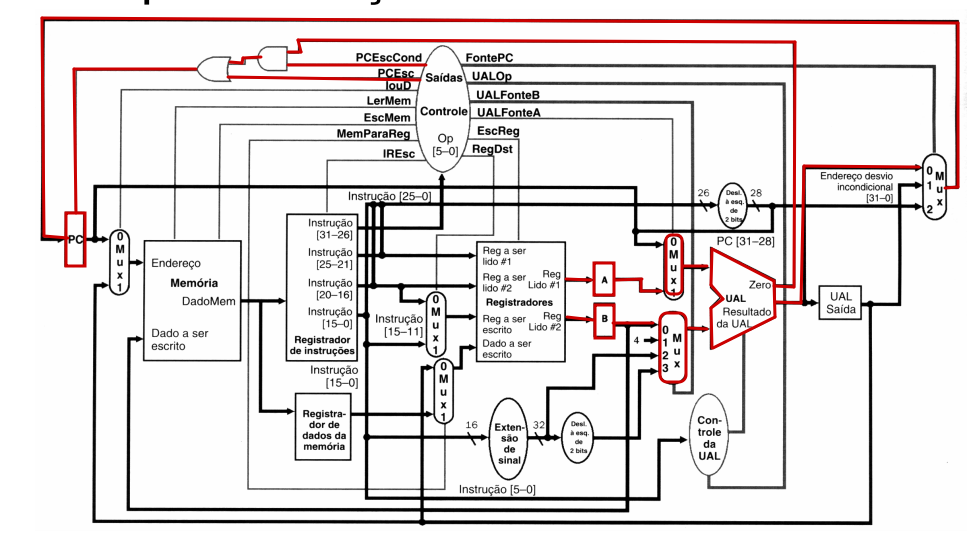 PCEscCond
PCEsc
IouD
LerMem
EscMem
MemParaReg
IREsc
Saídas
Controle
Op
[5–0]
FontePC
UALOp
UALFonteB
UALFonteA
EscReg
RegDst
PC
0
M
u
x
1
Endereço
Memória
DadoMem
Dado a ser
escrito
Instrução [25–0]
Instrução
[31–26]
Instrução
[25–21]
Instrução
[20–16]
Instrução
[15–0]
Registrador
de instruções
Instrução
[15–0]
Registra-
dor de
dados da
memória
Instrução
[15–11]
0
M
u
x
1
0
M
u
x
1
Reg a ser
lido #1
Reg a ser
lido #2
Registradores
Reg a ser
escrito
Dado a ser
escrito
Reg
Lido #1
Reg
Lido #2
16
Exten-
são
de
sinal
32
Desl.
à esq.
de
2 bits
Instrução [5–0]
A
B
4
0
M
u
x
1
0
1
2
3
M
u
x
26
Desl.
à esq.
de
2 bits
28
PC [31–28]
Zero
UAL
Resultado
da UAL
UAL
Saída
Con-
trole
da
UAL
Endereço desvio
incondicional
[31–0]
0
1
2
M
u
x